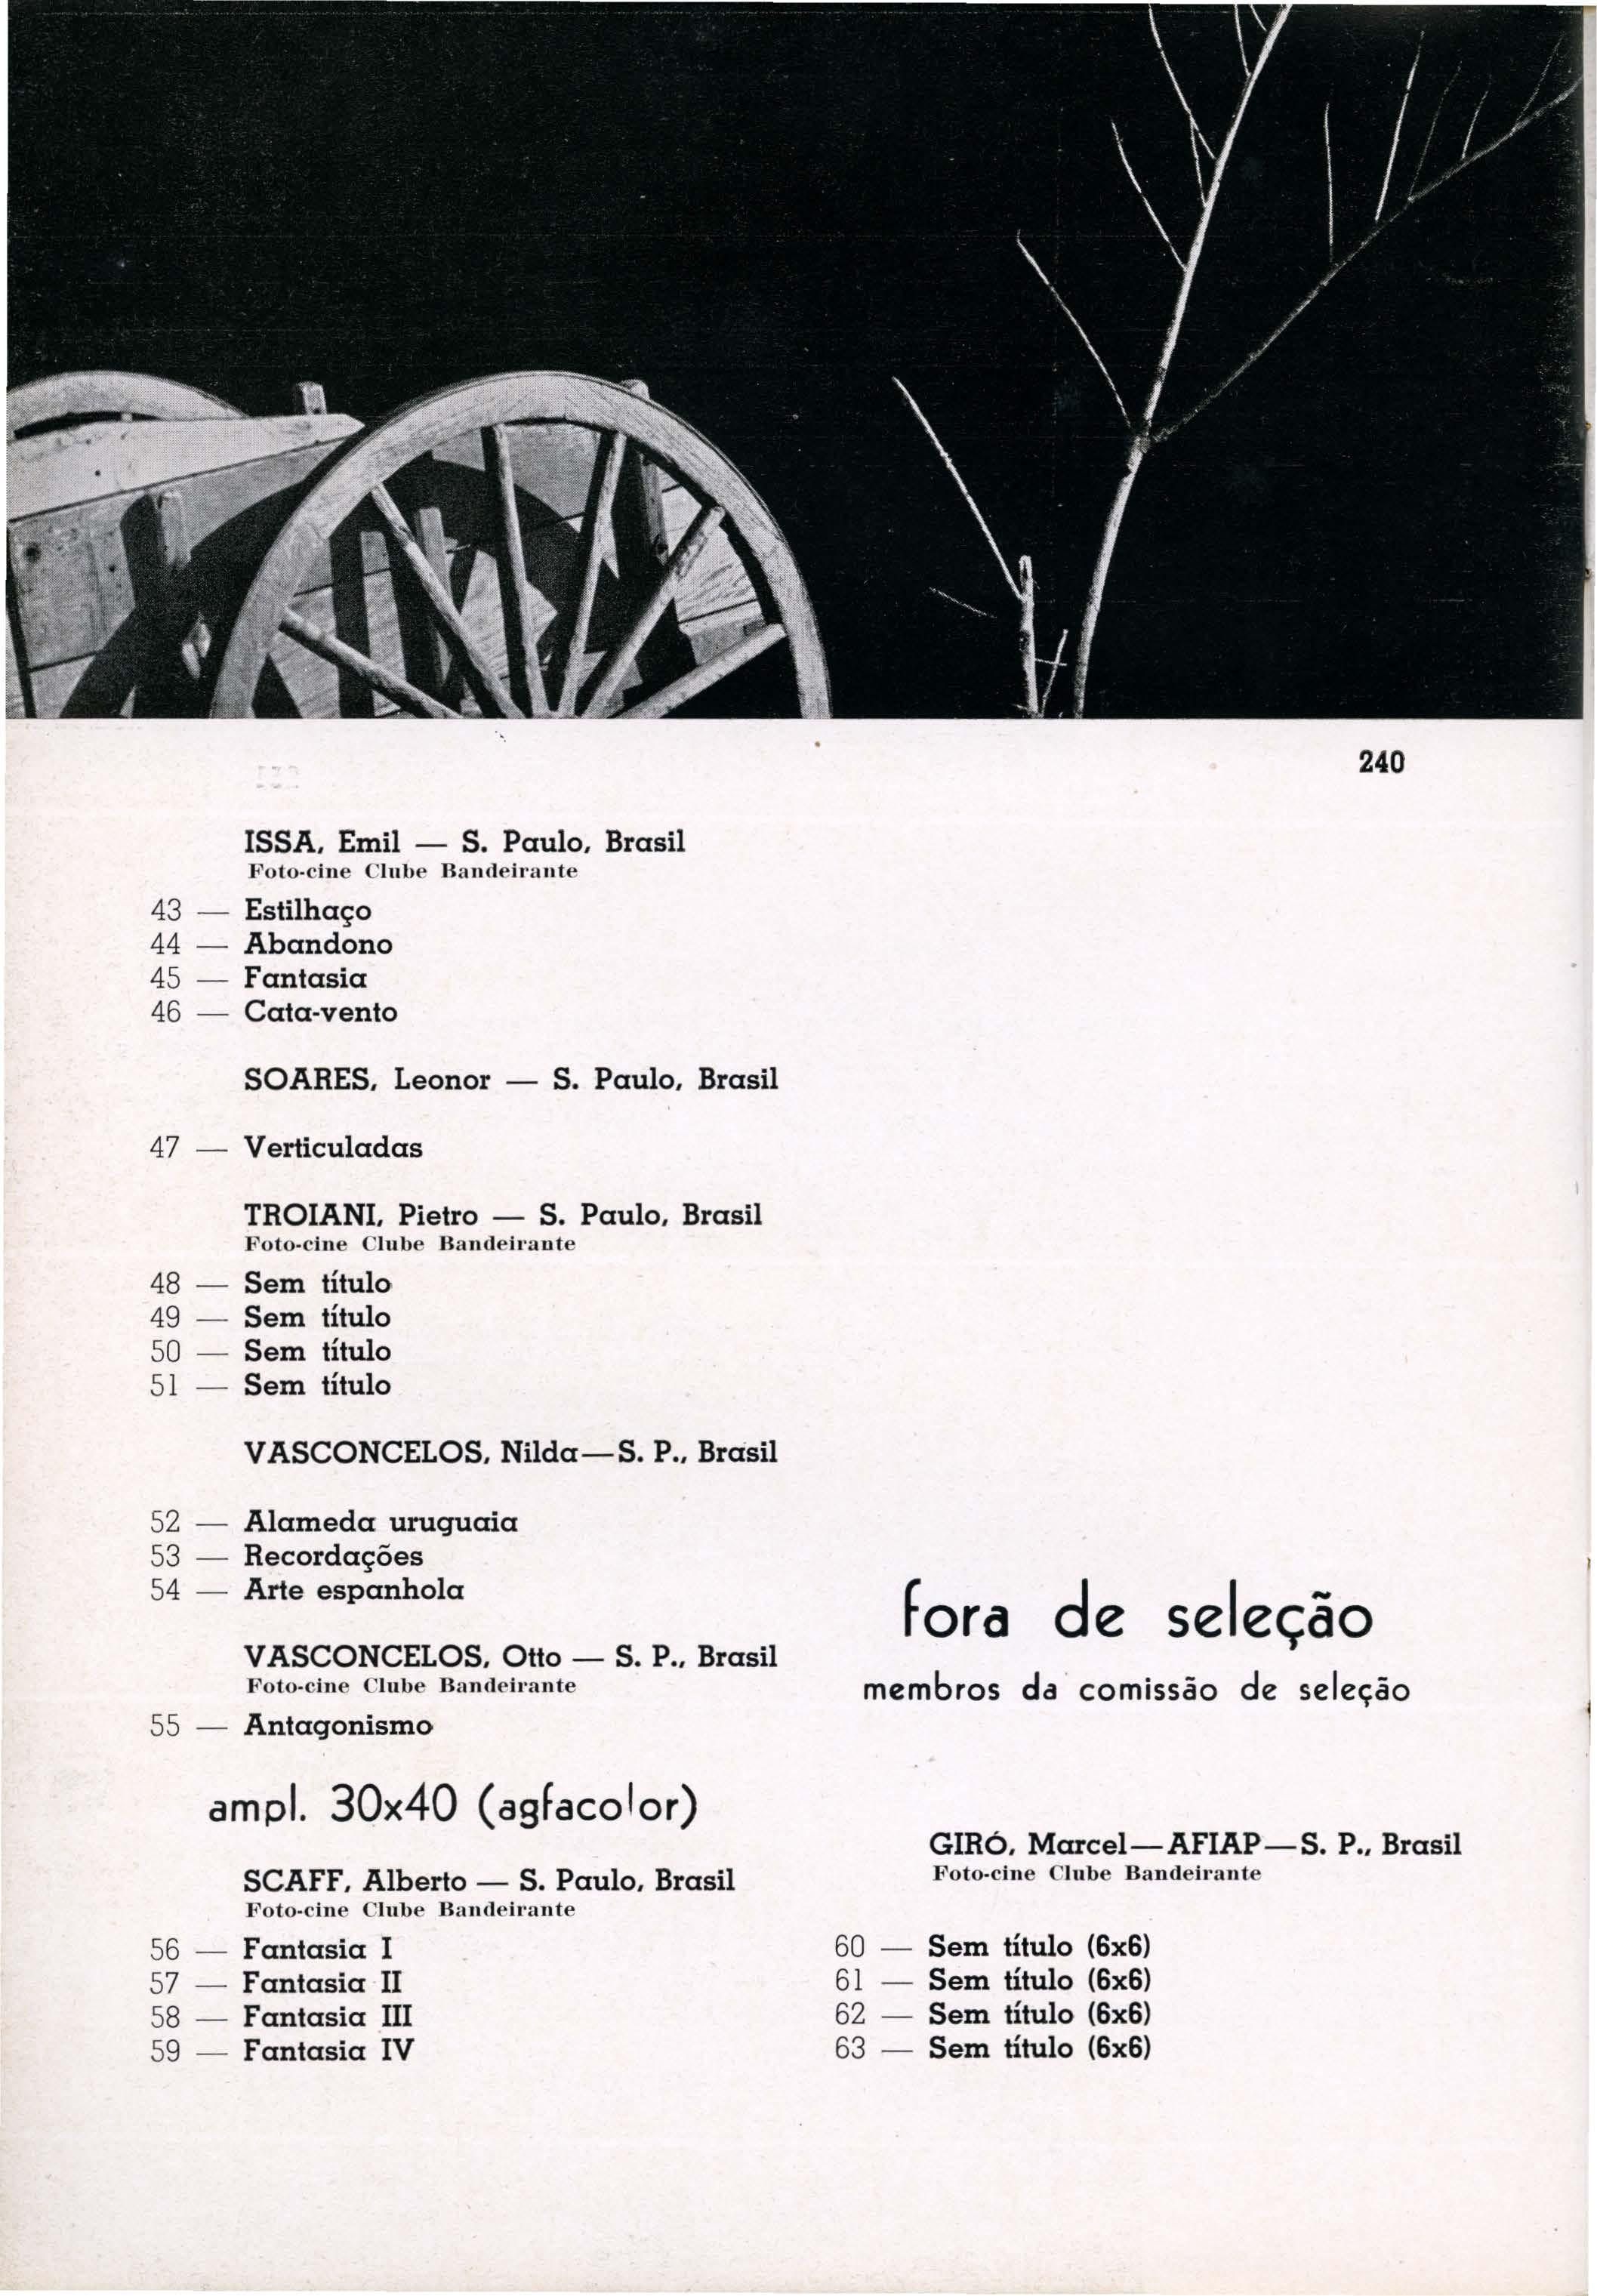 240
ISSA, Emil — S. Paulo, Brasil
Foto-cine Clube Bandeirante
43 — Estilhaço
44 — Abandono
45 — Fantasia
46 — Cata-vento
SOARES, Leonor — S. Paulo, Brasil
47 — Verticuladas
TROIANI, Pietro — S. Paulo, Brasil
Foto-cine Clube Bandeirante
48 — Sem título
49 — Sem título
50 — Sem título
51 — Sem título
VASCONCELOS, Nilda—S. P., Brasil
52 — Alameda uruguaia
53 — Recordações
54 — Arte espanhola
VASCONCELOS, Otto — S. P., Brasil
Foto-cine Clube Bandeirante
55 — Antagonismo
ampl. 30x40 (agfacolor)
SCAFF, Alberto — S. Paulo, Brasil
Foto-cine Clube Bandeirante
56 — Fantasia I
57 — Fantasia II
58 — Fantasia III
59 — Fantasia IV
fora de seleção
membros da comissão de seleção
GIRÓ, Marcel—AFIAP—S. P., Brasil
Foto-cine Clube Bandeirante
60 — Sem título (6x6)
61 — Sem título (6x6)
62 — Sem título (6x6)
63 — Sem título (6x6)